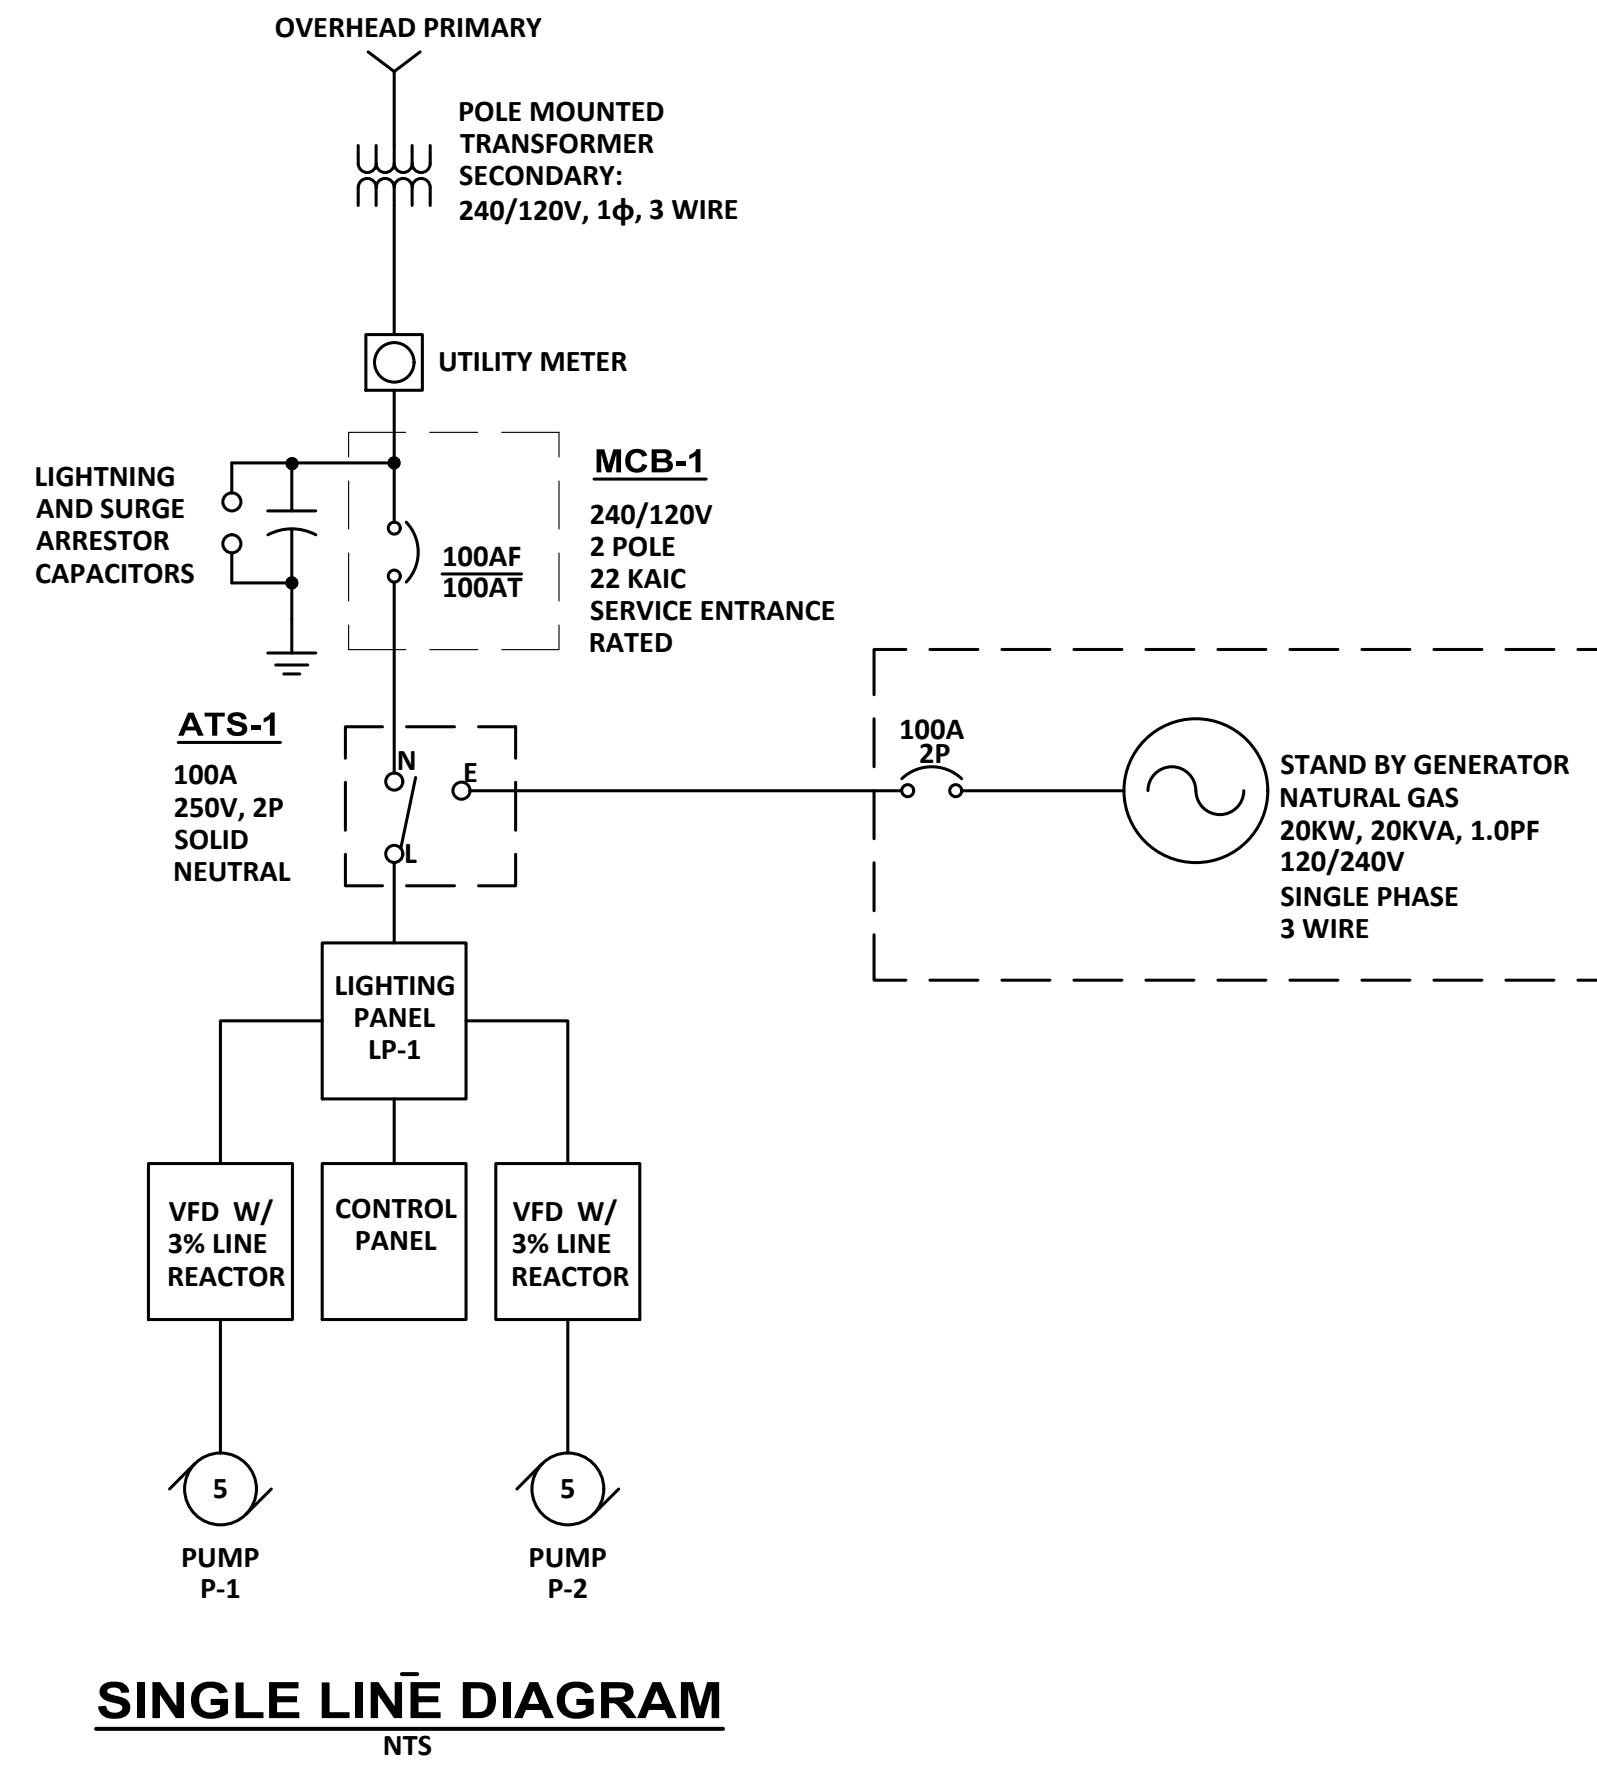 OVERHEAD PRIMARY
POLE MOUNTED
TRANSFORMER
SECONDARY:
240/120V, 1ϕ, 3 WIRE
UTILITY METER
LIGHTNING
AND SURGE
ARRESTOR
CAPACITORS
100AF
100AT
MCB-1
240/120V
2 POLE
22 KAIC
SERVICE ENTRANCE
RATED
ATS-1
100A
250V, 2P
SOLID
NEUTRAL
N
E
L
100A
2P
STAND BY GENERATOR
NATURAL GAS
20KW, 20KVA, 1.0PF
120/240V
SINGLE PHASE
3 WIRE
LIGHTING
PANEL
LP-1
VFD W/
3% LINE
REACTOR
CONTROL
PANEL
VFD W/
3% LINE
REACTOR
5
PUMP
P-1
5
PUMP
P-2
SINGLE LINE DIAGRAM
NTS